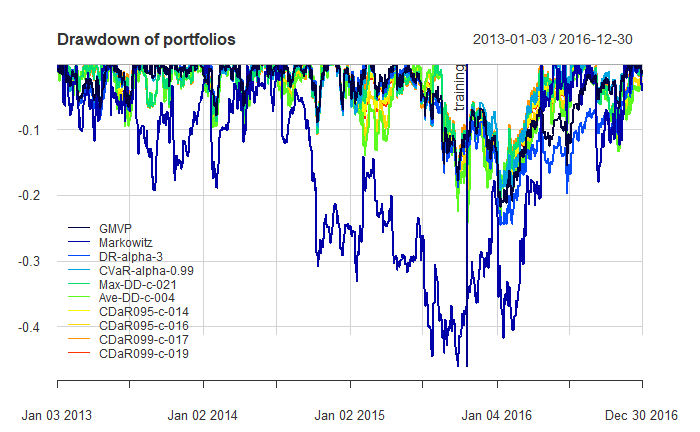 Drawdown of portfolios
2013-01-03 / 2016-12-30
training
-0.1
-0.2
-0.3
-0.4
GMVP
Markowitz
DR-alpha-3
CVaR-alpha-0.99
Max-DD-c-021
Ave-DD-c-004
CDaR095-c-014
CDaR095-c-016
CDaR099-c-017
CDaR099-c-019
Jan 03 2013
Jan 02 2014
Jan 02 2015
Jan 04 2016
Dec 30 2016